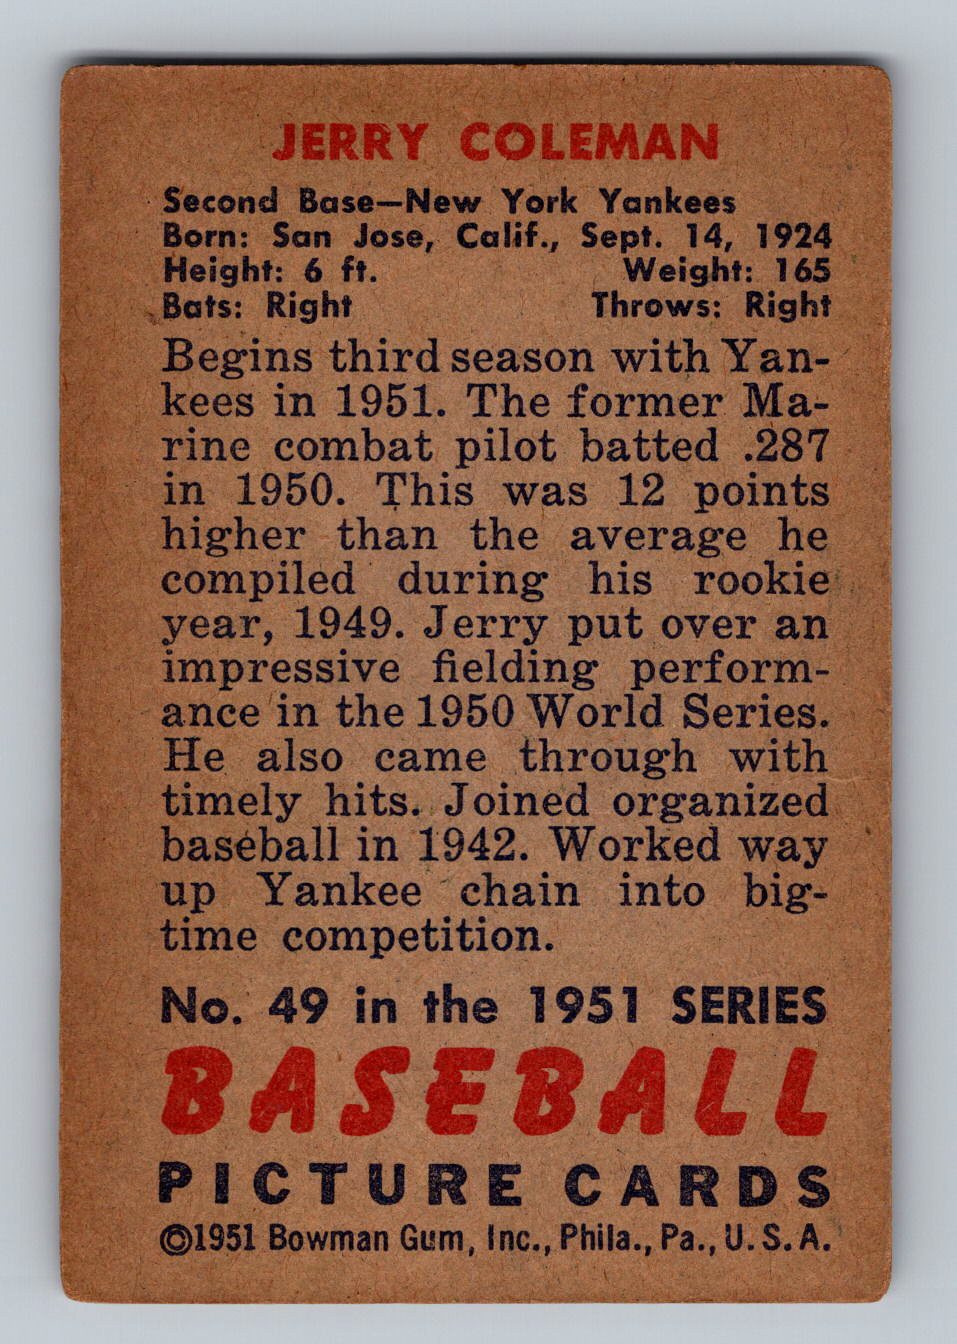 JERRY COLEMAN
Second Base—New York Yankees
Born: San Jose, Calif., Sept. 14, 1924
Height: 6 ft. Weight: 165
Bats: Right Throws: Right
Begins third season with Yan-
kees in 1951. The former Ma-
rine combat pilot batted .287
in 1950. This was 12 points
higher than the average he
compiled during his rookie
year, 1949. Jerry put over an
impressive fielding perform-
ance in the 1950 World Series.
He also came through with
timely hits. Joined organized
baseball in 1942. Worked way
up Yankee chain into big-
time competition.
No. 49 in the 1951 SERIES
BASEBALL
PICTURE CARDS
©1951 Bowman Gum, Inc., Phila., Pa., U. S. A.